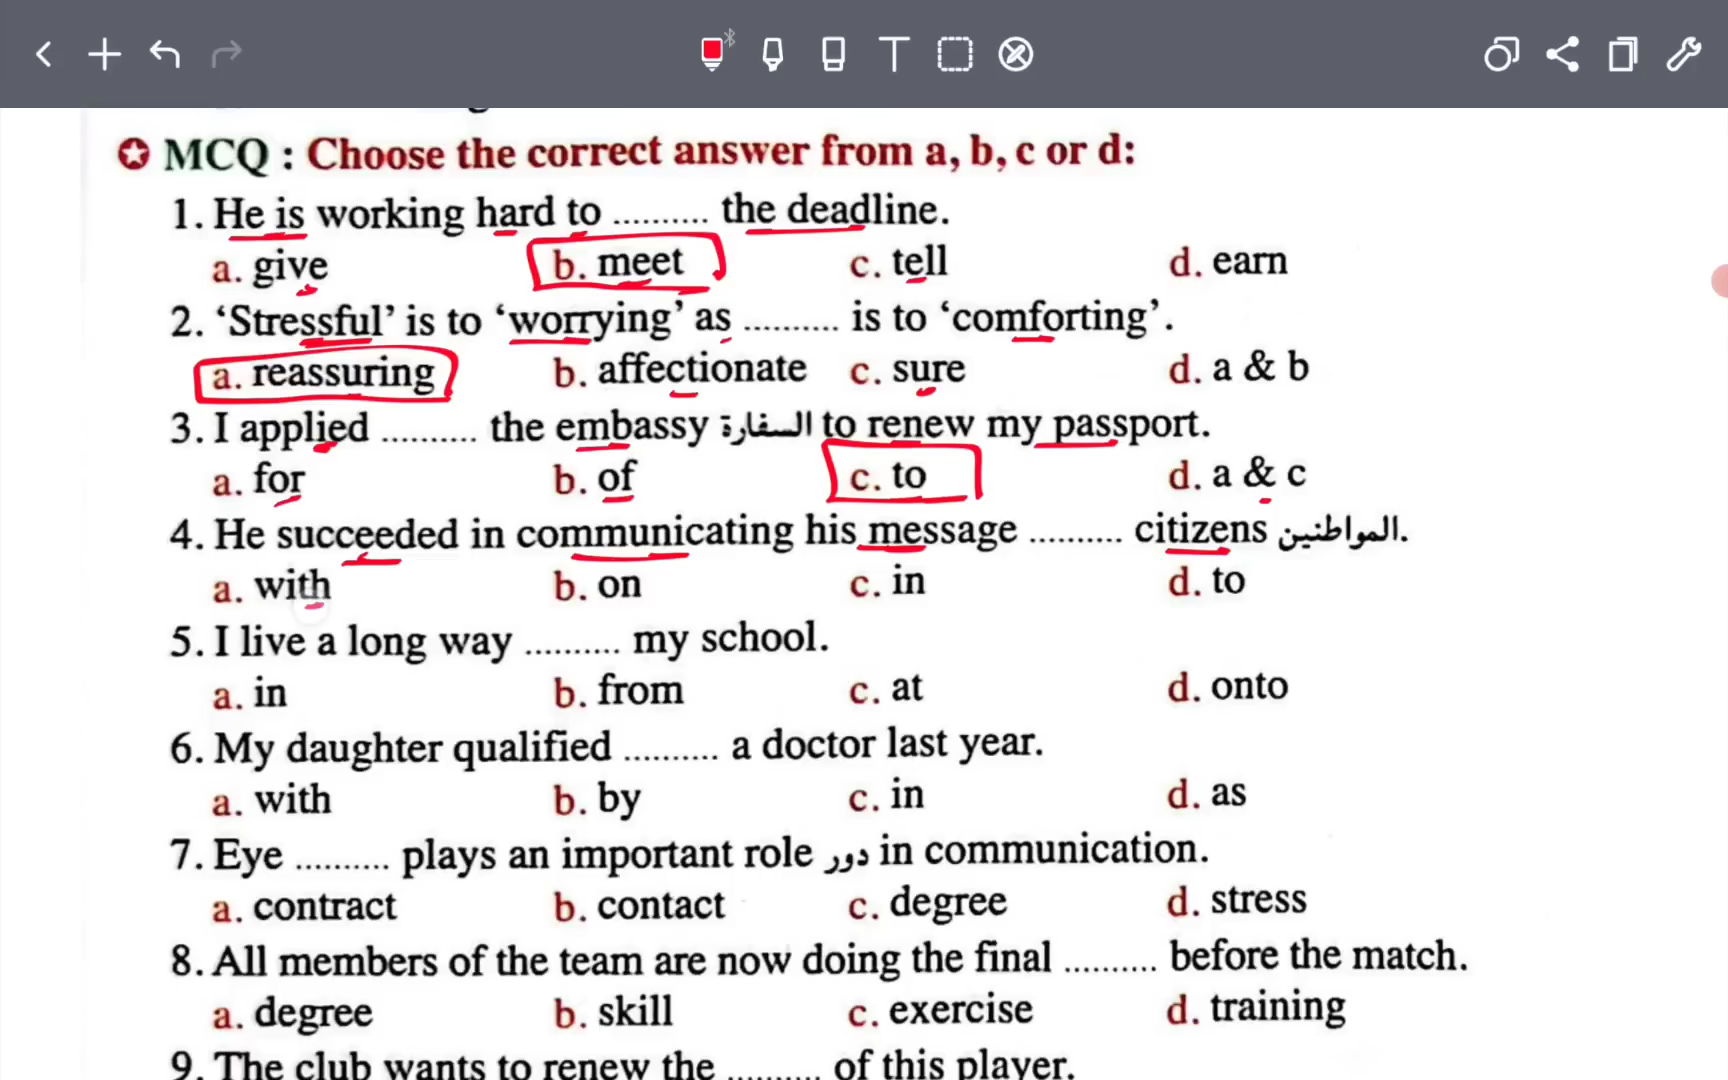 MCQ : Choose the correct answer from a, b, c or d:
1. He is working hard to .......... the deadline.
a. give b. meet c. tell d. earn
2. ‘Stressful’ is to ‘worrying’ as .......... is to ‘comforting’.
a. reassuring b. affectionate c. sure d. a & b
3. I applied .......... the embassy السفارة to renew my passport.
a. for b. of c. to d. a & c
4. He succeeded in communicating his message .......... citizens المواطنين.
a. with b. on c. in d. to
5. I live a long way .......... my school.
a. in b. from c. at d. onto
6. My daughter qualified .......... a doctor last year.
a. with b. by c. in d. as
7. Eye .......... plays an important role دور in communication.
a. contract b. contact c. degree d. stress
8. All members of the team are now doing the final .......... before the match.
a. degree b. skill c. exercise d. training
9. The club wants to renew the .......... of this player.